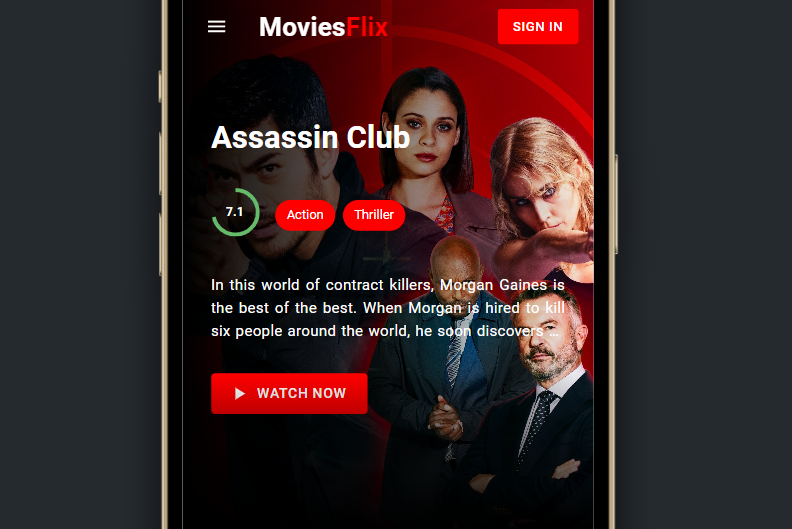 MoviesFlix
SIGN IN
Assassin Club
7.1
Action
Thriller
In this world of contract killers, Morgan Gaines is
the best of the best. When Morgan is hired to kill
six people around the world, he soon discovers ...
WATCH NOW